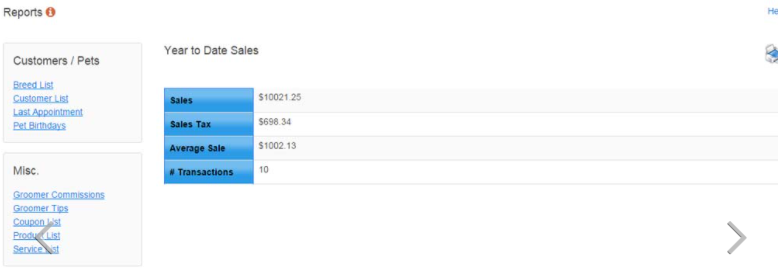 Reports
He
Customers / Pets
Breed List
Customer List
Last Appointment
Pet Birthdays
Misc.
Groomer Commissions
Groomer Tips
Coupon List
Product List
Service List
Year to Date Sales
Sales $10021.25
Sales Tax $698.34
Average Sale $1002.13
# Transactions 10